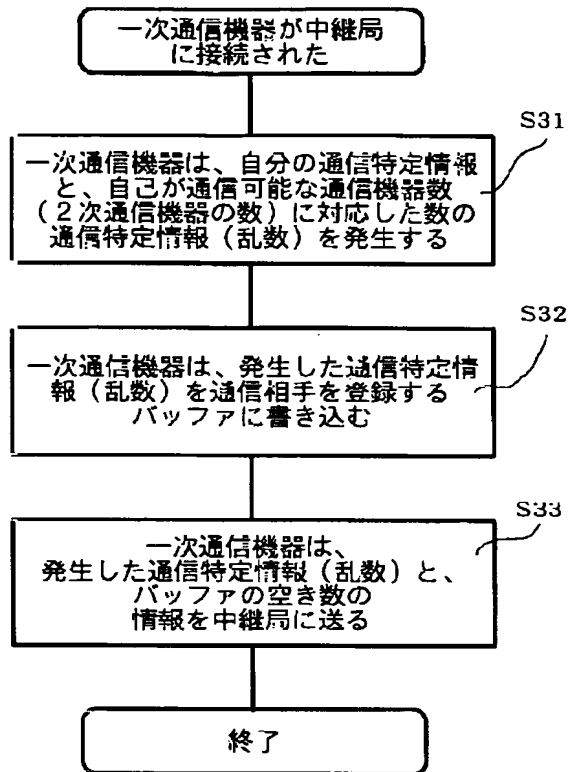 一次通信機器が中継局
に接続された
S31
一次通信機器は、自分の通信特定情報
と、自己が通信可能な通信機器数
(2次通信機器の数)に対応した数の
通信特定情報(乱数)を発生する
S32
一次通信機器は、発生した通信特定情
報(乱数)を通信相手を登録する
バッファに書き込む
S33
一次通信機器は、
発生した通信特定情報(乱数)と、
バッファの空き数の
情報を中継局に送る
終了